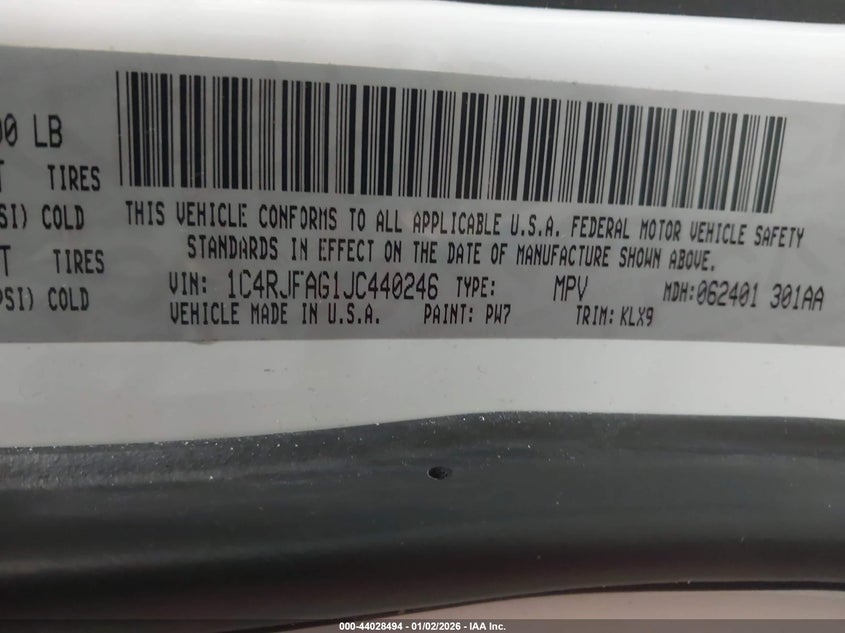 00 LB
T TIRES
SI) COLD
T TIRES
PSI) COLD
THIS VEHICLE CONFORMS TO ALL APPLICABLE U.S.A. FEDERAL MOTOR VEHICLE SAFETY
STANDARDS IN EFFECT ON THE DATE OF MANUFACTURE SHOWN ABOVE.
VIN: 1C4RJFAG1JC440246 TYPE: MPV MDH:062401 301AA
VEHICLE MADE IN U.S.A. PAINT: PW7 TRIM: KLX9
000-44028494 - 01/02/2026 - IAA Inc.